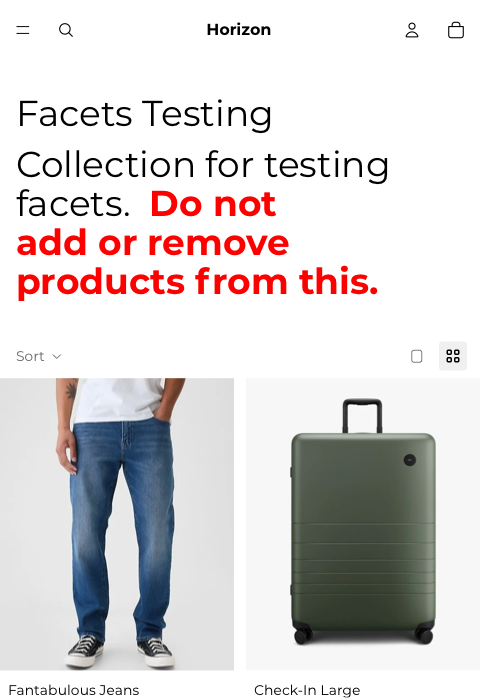 Horizon
Facets Testing
Collection for testing
facets. Do not
add or remove
products from this.
Sort
Fantabulous Jeans
Check-In Large